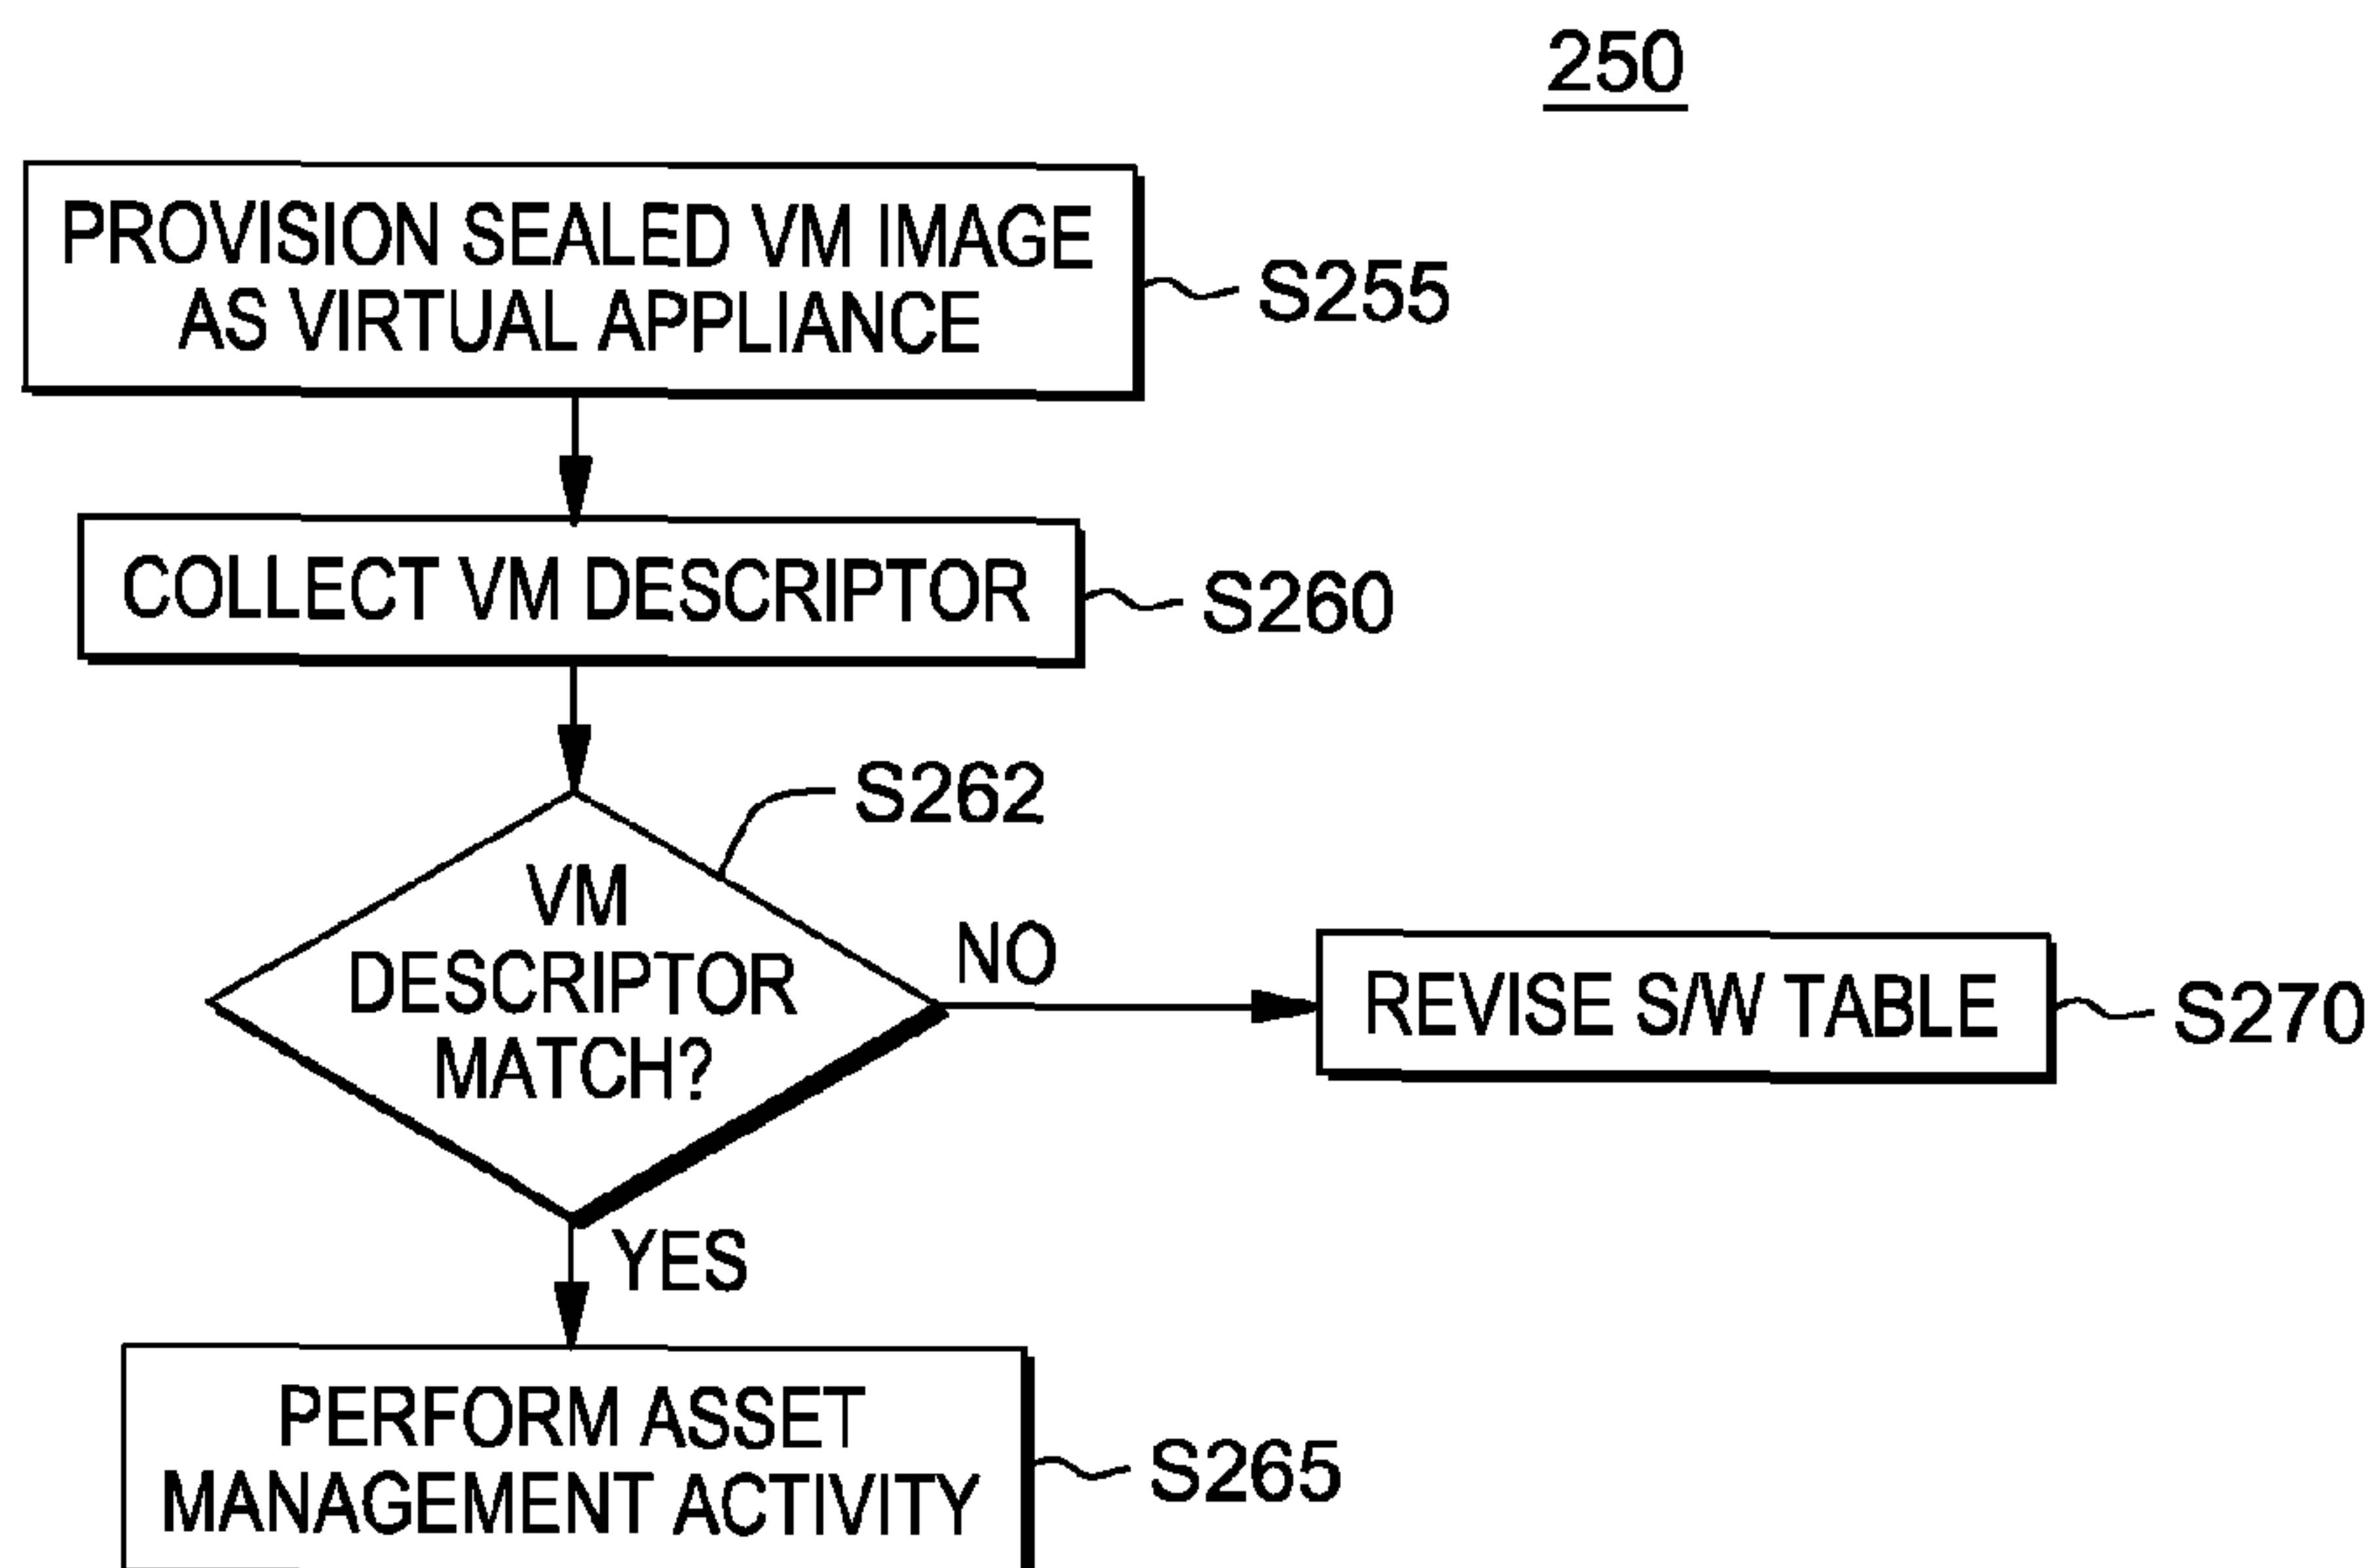 250
PROVISION SEALED VM IMAGE
AS VIRTUAL APPLIANCE
S255
COLLECT VM DESCRIPTOR
S260
S262
VM
DESCRIPTOR
MATCH?
NO
REVISE S/W TABLE
S270
YES
PERFORM ASSET
MANAGEMENT ACTIVITY
S265